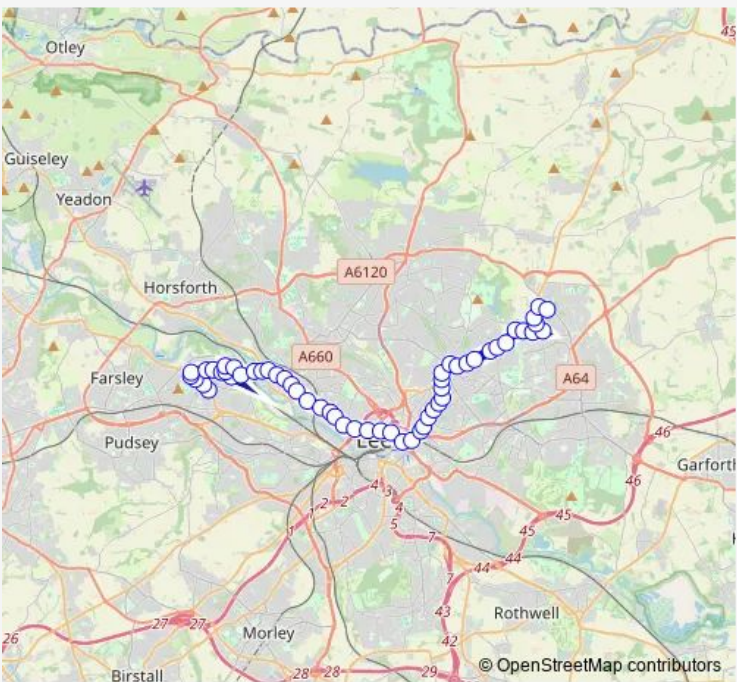 45
Otley
Guiseley
Yeadon
A6120
Horsforth
A660
Farsley
A64
Pudsey
46
Garforth
46
4
3
2
2
4
1
5
7
45
45
44
44
7
43
Rothwell
27
27
42
26
Morley
28
28
29
Birstall
© OpenStreetMap contributors